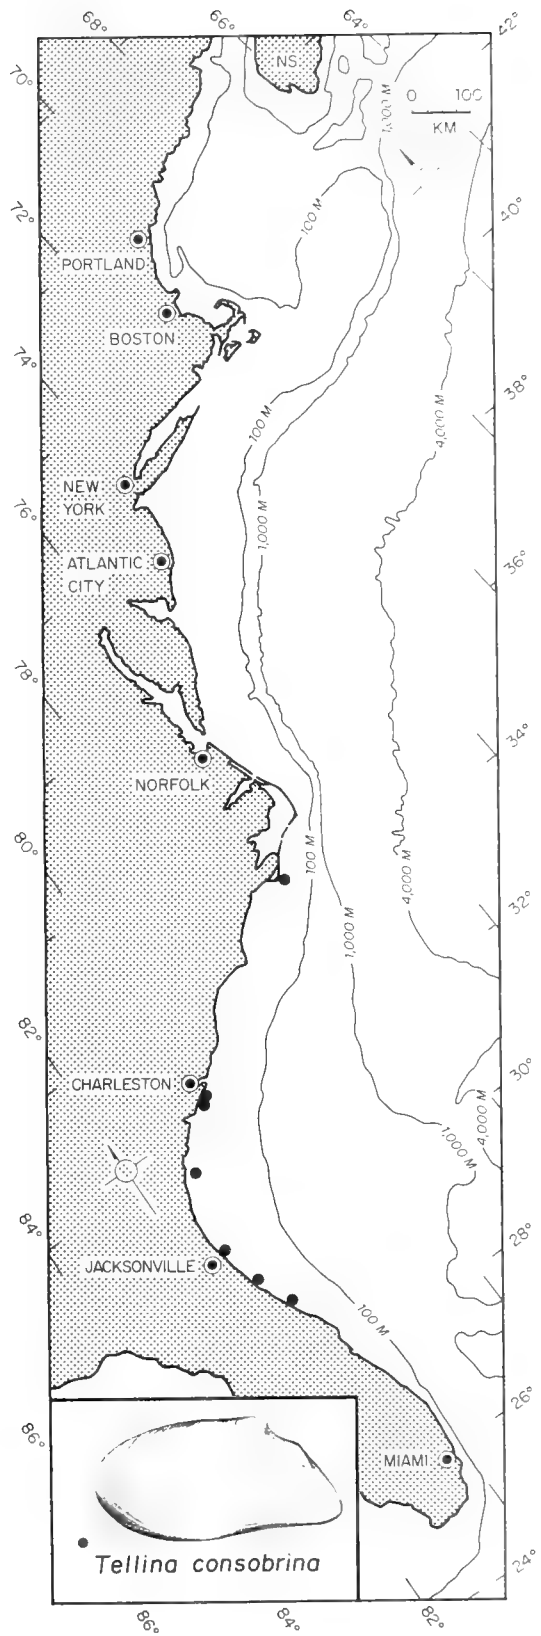 68°
66°
64°
42°
70°
NS
0 100
KM
1,000 M
40°
100 M
72°
PORTLAND
BOSTON
74°
38°
100 M
4,000 M
NEW
YORK
1,000 M
76°
ATLANTIC
CITY
36°
78°
34°
NORFOLK
80°
100 M
4,000 M
32°
1,000 M
82°
CHARLESTON
30°
4,000 M
1,000 M
84°
28°
JACKSONVILLE
100 M
26°
86°
MIAMI
Tellina consobrina
24°
86°
84°
82°